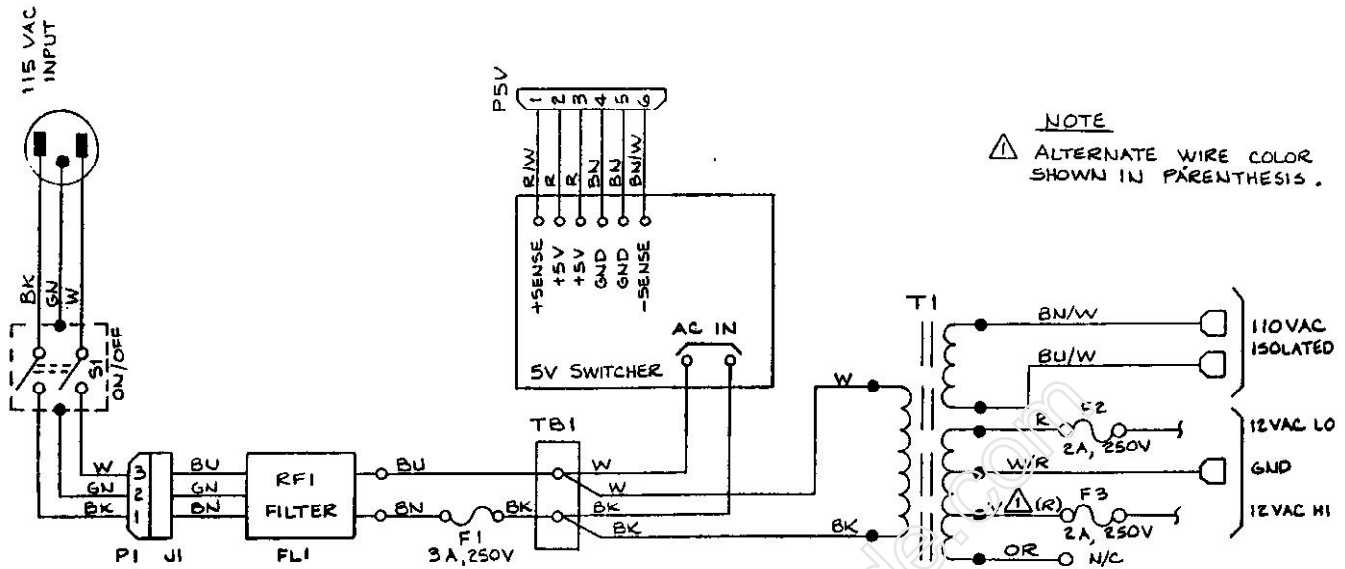 115 VAC
INPUT
BK
GN
W
S1
ON/OFF
W
GN
BK
3
2
1
P1
J1
BU
GN
BN
RFI
FILTER
FL1
BU
BN
F1
3A, 250V
BK
TB1
W
W
BK
BK
P5V
1 2 3 4 5 6
R/W
R
R
BN
BN
BN/W
+SENSE
+5V
+5V
GND
GND
-SENSE
AC IN
5V SWITCHER
NOTE
1 ALTERNATE WIRE COLOR
SHOWN IN PARENTHESIS.
T1
W
BK
BN/W
BU/W
110VAC
ISOLATED
R
F2
2A, 250V
12VAC LO
W/R
GND
1 (R)
F3
2A, 250V
12VAC HI
OR
N/C